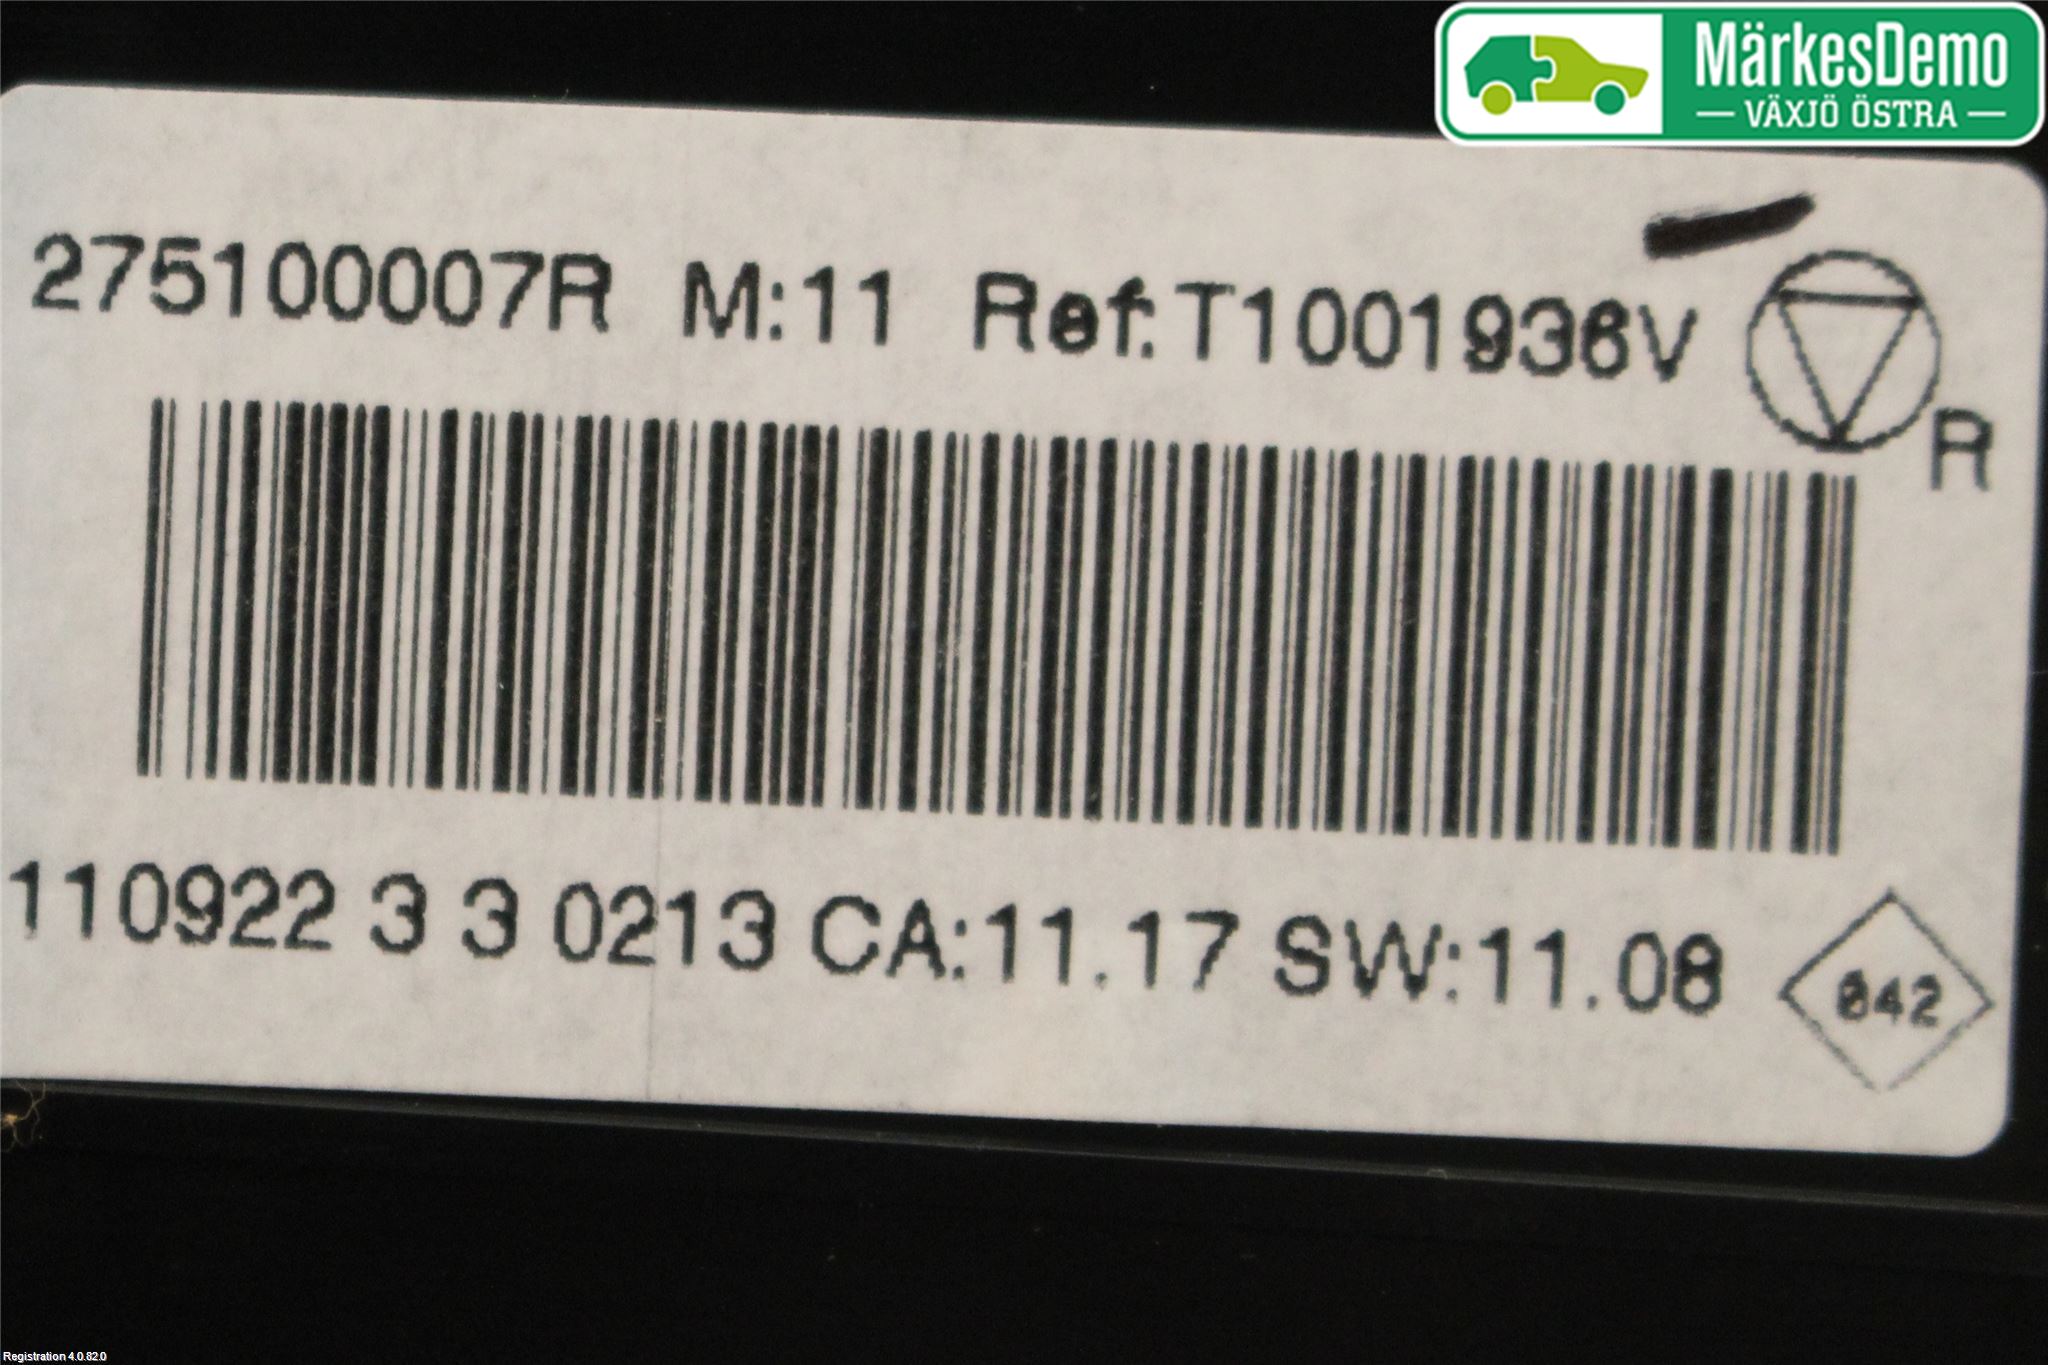 MärkesDemo
VÄXJÖ ÖSTRA
275100007R M:11 Ref:T1001936V
R
110922 3 3 0213 CA:11.17 SW:11.08
842
Registration 4.0.82.0